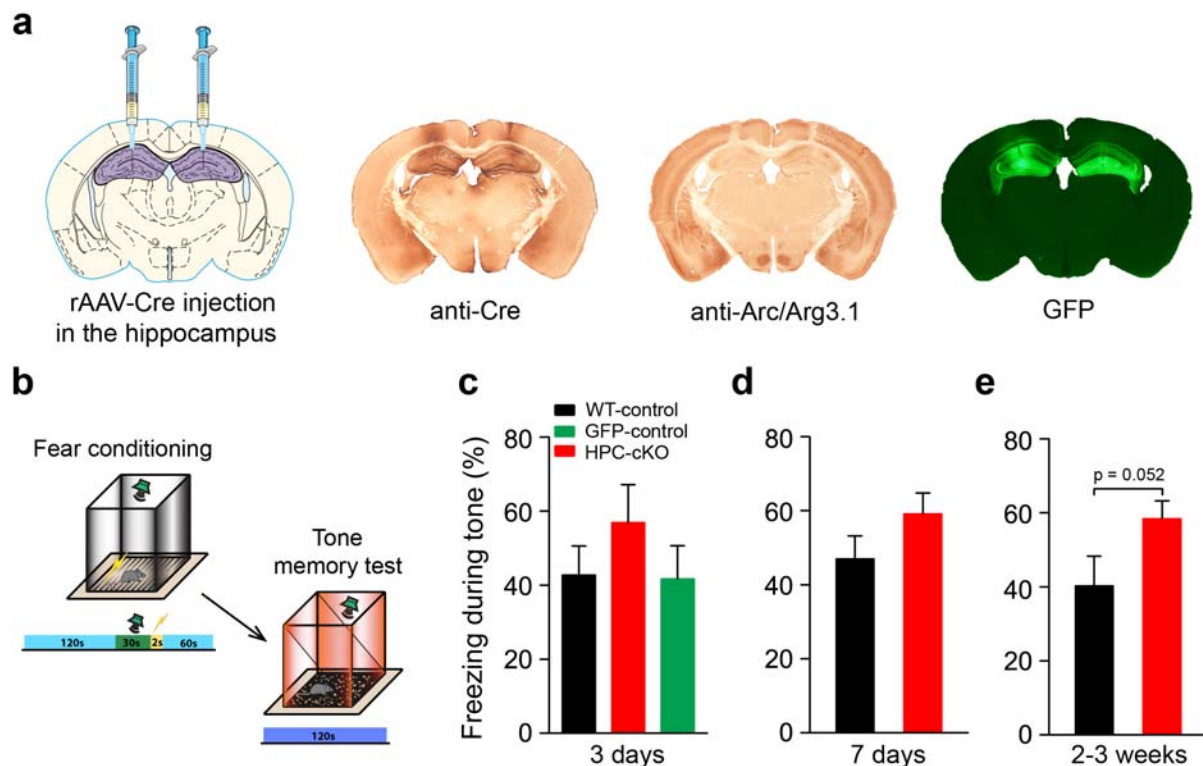 a
rAAV-Cre injection
in the hippocampus
anti-Cre
anti-Arc/Arg3.1
GFP
b
Fear conditioning
120s 30s 2s 60s
Tone
memory test
120s
c
WT-control
GFP-control
HPC-cKO
Freezing during tone (%)
80
60
40
20
0
3 days
d
80
60
40
20
0
7 days
e
80
60
40
20
0
p = 0.052
2-3 weeks